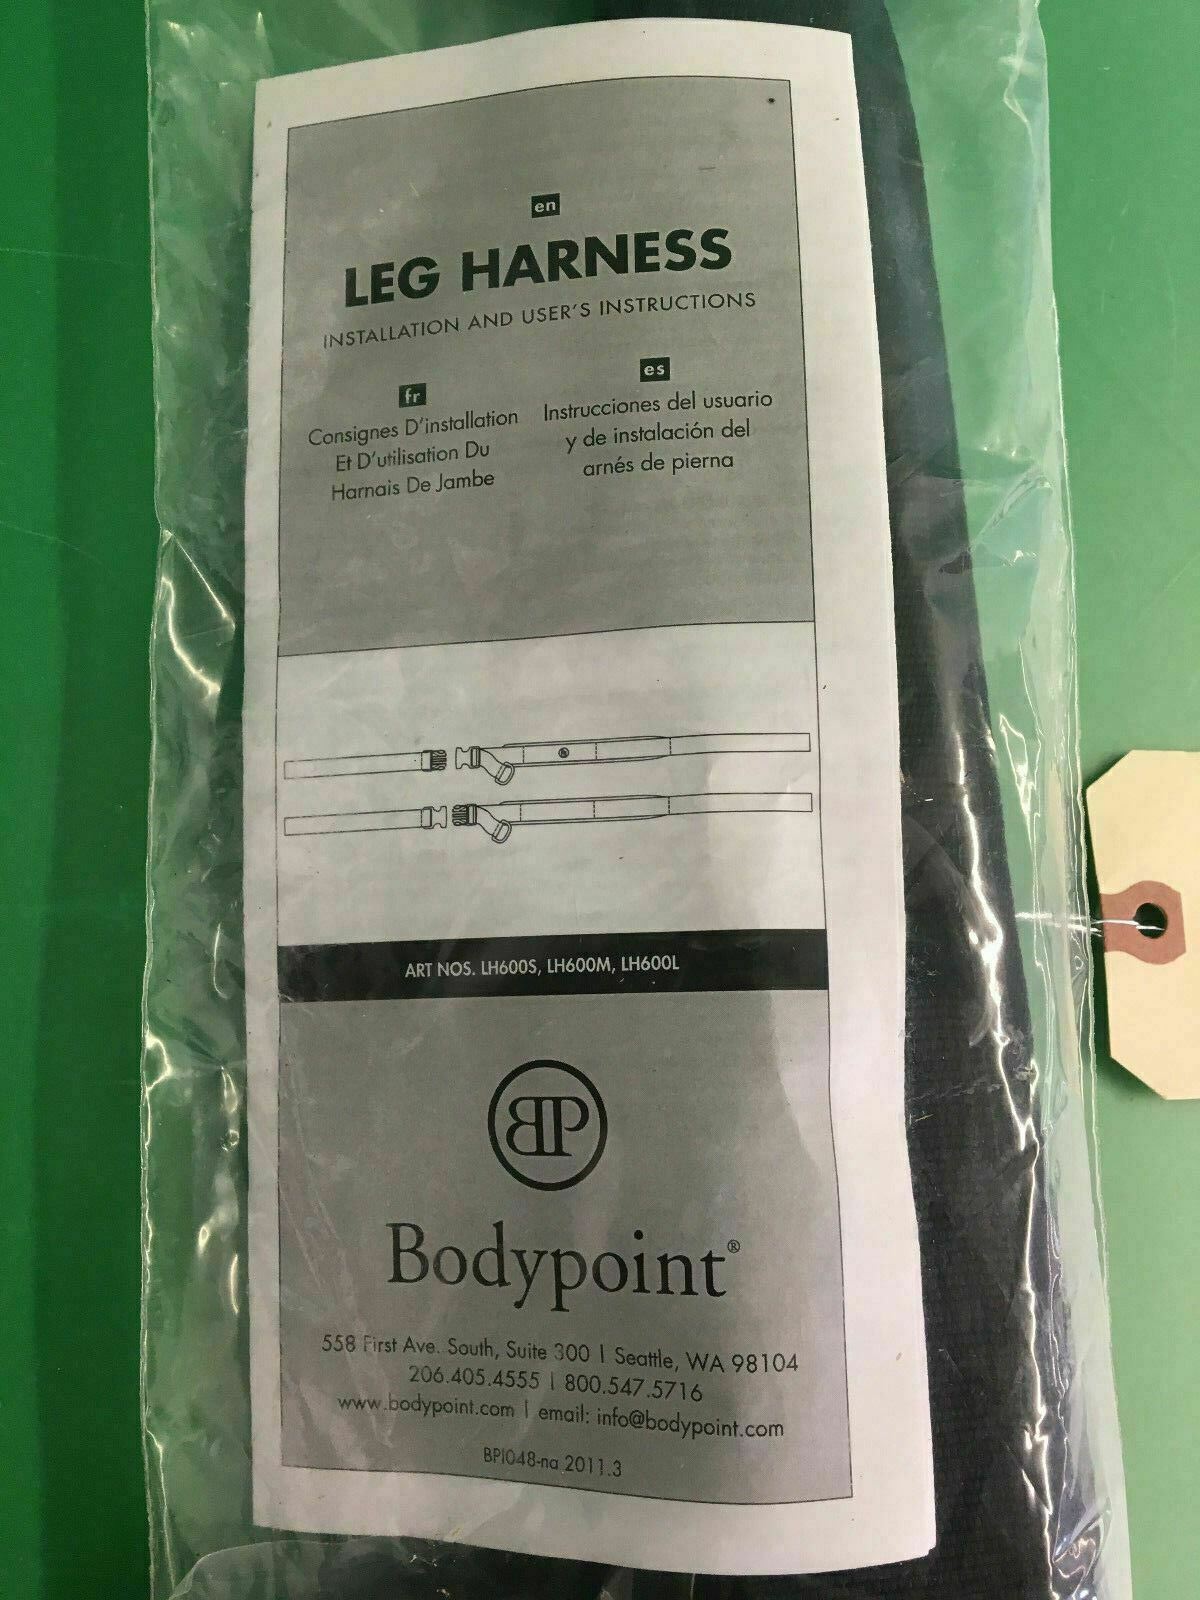 en
LEG HARNESS
INSTALLATION AND USER'S INSTRUCTIONS
fr
Consignes D'installation
Et D'utilisation Du
Harnais De Jambe
es
Instrucciones del usuario
y de instalación del
arnés de pierna
ART NOS. LH600S, LH600M, LH600L
BP
Bodypoint®
558 First Ave. South, Suite 300 | Seattle, WA 98104
206.405.4555 | 800.547.5716
www.bodypoint.com | email: info@bodypoint.com
BPI048-na 2011.3